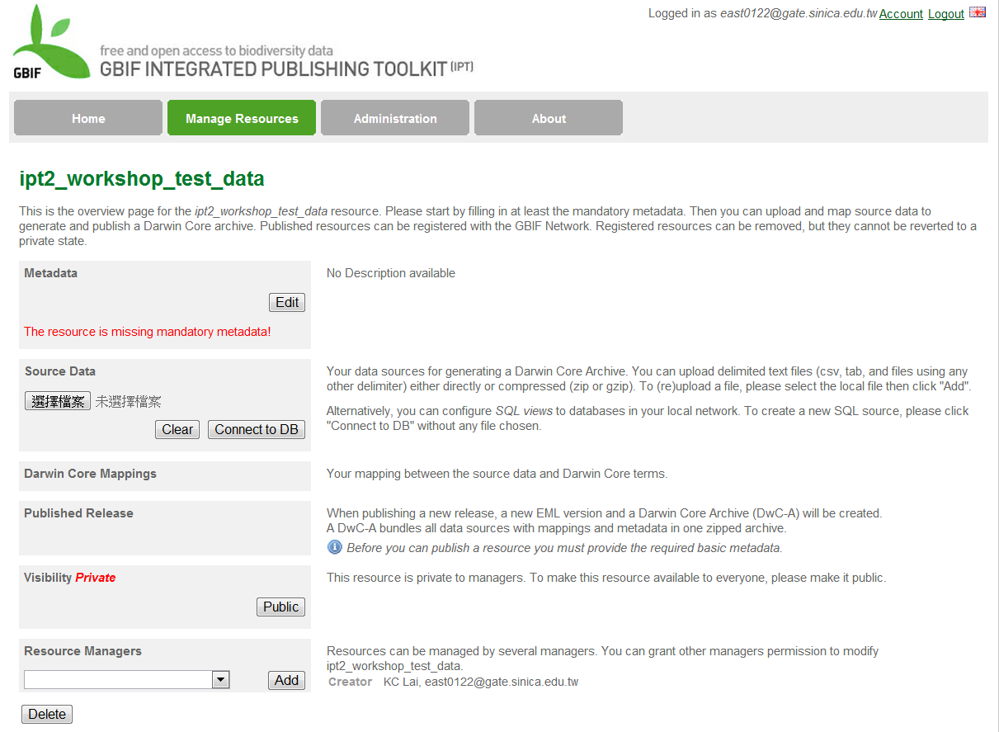 Logged in as east0122@gate.sinica.edu.tw Account Logout
GBIF
free and open access to biodiversity data
GBIF INTEGRATED PUBLISHING TOOLKIT (IPT)
Home Manage Resources Administration About
ipt2_workshop_test_data
This is the overview page for the ipt2_workshop_test_data resource. Please start by filling in at least the mandatory metadata. Then you can upload and map source data to
generate and publish a Darwin Core archive. Published resources can be registered with the GBIF Network. Registered resources can be removed, but they cannot be reverted to a
private state.
Metadata
Edit
The resource is missing mandatory metadata!
No Description available
Source Data
選擇檔案 未選擇檔案
Clear Connect to DB
Your data sources for generating a Darwin Core Archive. You can upload delimited text files (csv, tab, and files using any
other delimiter) either directly or compressed (zip or gzip). To (re)upload a file, please select the local file then click "Add".
Alternatively, you can configure SQL views to databases in your local network. To create a new SQL source, please click
"Connect to DB" without any file chosen.
Darwin Core Mappings
Your mapping between the source data and Darwin Core terms.
Published Release
When publishing a new release, a new EML version and a Darwin Core Archive (DwC-A) will be created.
A DwC-A bundles all data sources with mappings and metadata in one zipped archive.
Before you can publish a resource you must provide the required basic metadata.
Visibility Private
Public
This resource is private to managers. To make this resource available to everyone, please make it public.
Resource Managers
Add
Resources can be managed by several managers. You can grant other managers permission to modify
ipt2_workshop_test_data.
Creator KC Lai, east0122@gate.sinica.edu.tw
Delete